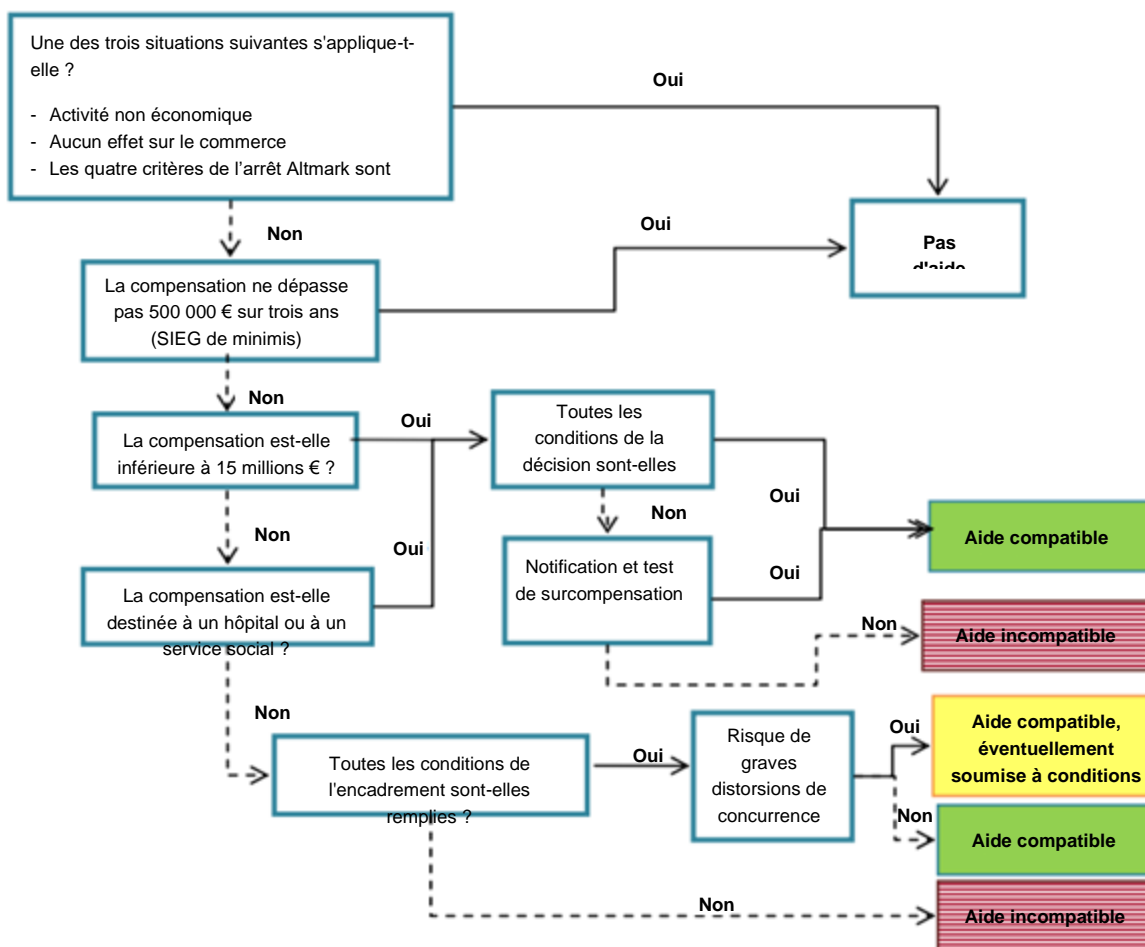 Une des trois situations suivantes s'applique-t-
elle ?
- Activité non économique
- Aucun effet sur le commerce
- Les quatre critères de l'arrêt Altmark sont
Oui
Non
Oui
Pas
d'aide
La compensation ne dépasse
pas 500 000 € sur trois ans
(SIEG de minimis)
Non
La compensation est-elle
inférieure à 15 millions € ?
Oui
Toutes les
conditions de la
décision sont-elles
Oui
Non
Non
Oui
Aide compatible
La compensation est-elle
destinée à un hôpital ou à un
service social ?
Notification et test
de surcompensation
Oui
Non
Aide incompatible
Non
Toutes les conditions de
l'encadrement sont-elles
remplies ?
Oui
Risque de
graves
distorsions de
concurrence
Oui
Aide compatible,
éventuellement
soumise à conditions
Non
Aide compatible
Non
Aide incompatible